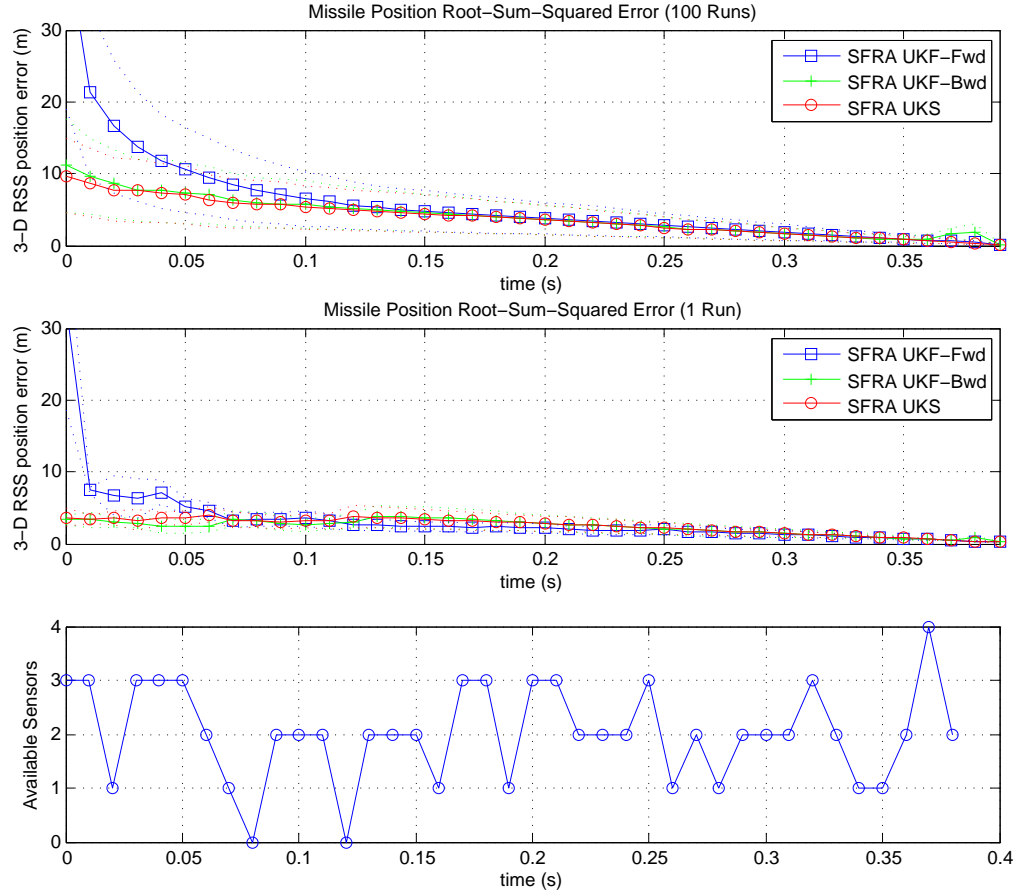 Missile Position Root−Sum−Squared Error (100 Runs)
30
20
10
0
3−D RSS position error (m)
SFRA UKF−Fwd
SFRA UKF−Bwd
SFRA UKS
0 0.05 0.1 0.15 0.2 0.25 0.3 0.35
time (s)
Missile Position Root−Sum−Squared Error (1 Run)
30
20
10
0
3−D RSS position error (m)
SFRA UKF−Fwd
SFRA UKF−Bwd
SFRA UKS
0 0.05 0.1 0.15 0.2 0.25 0.3 0.35
time (s)
4
3
2
1
0
Available Sensors
0 0.05 0.1 0.15 0.2 0.25 0.3 0.35 0.4
time (s)